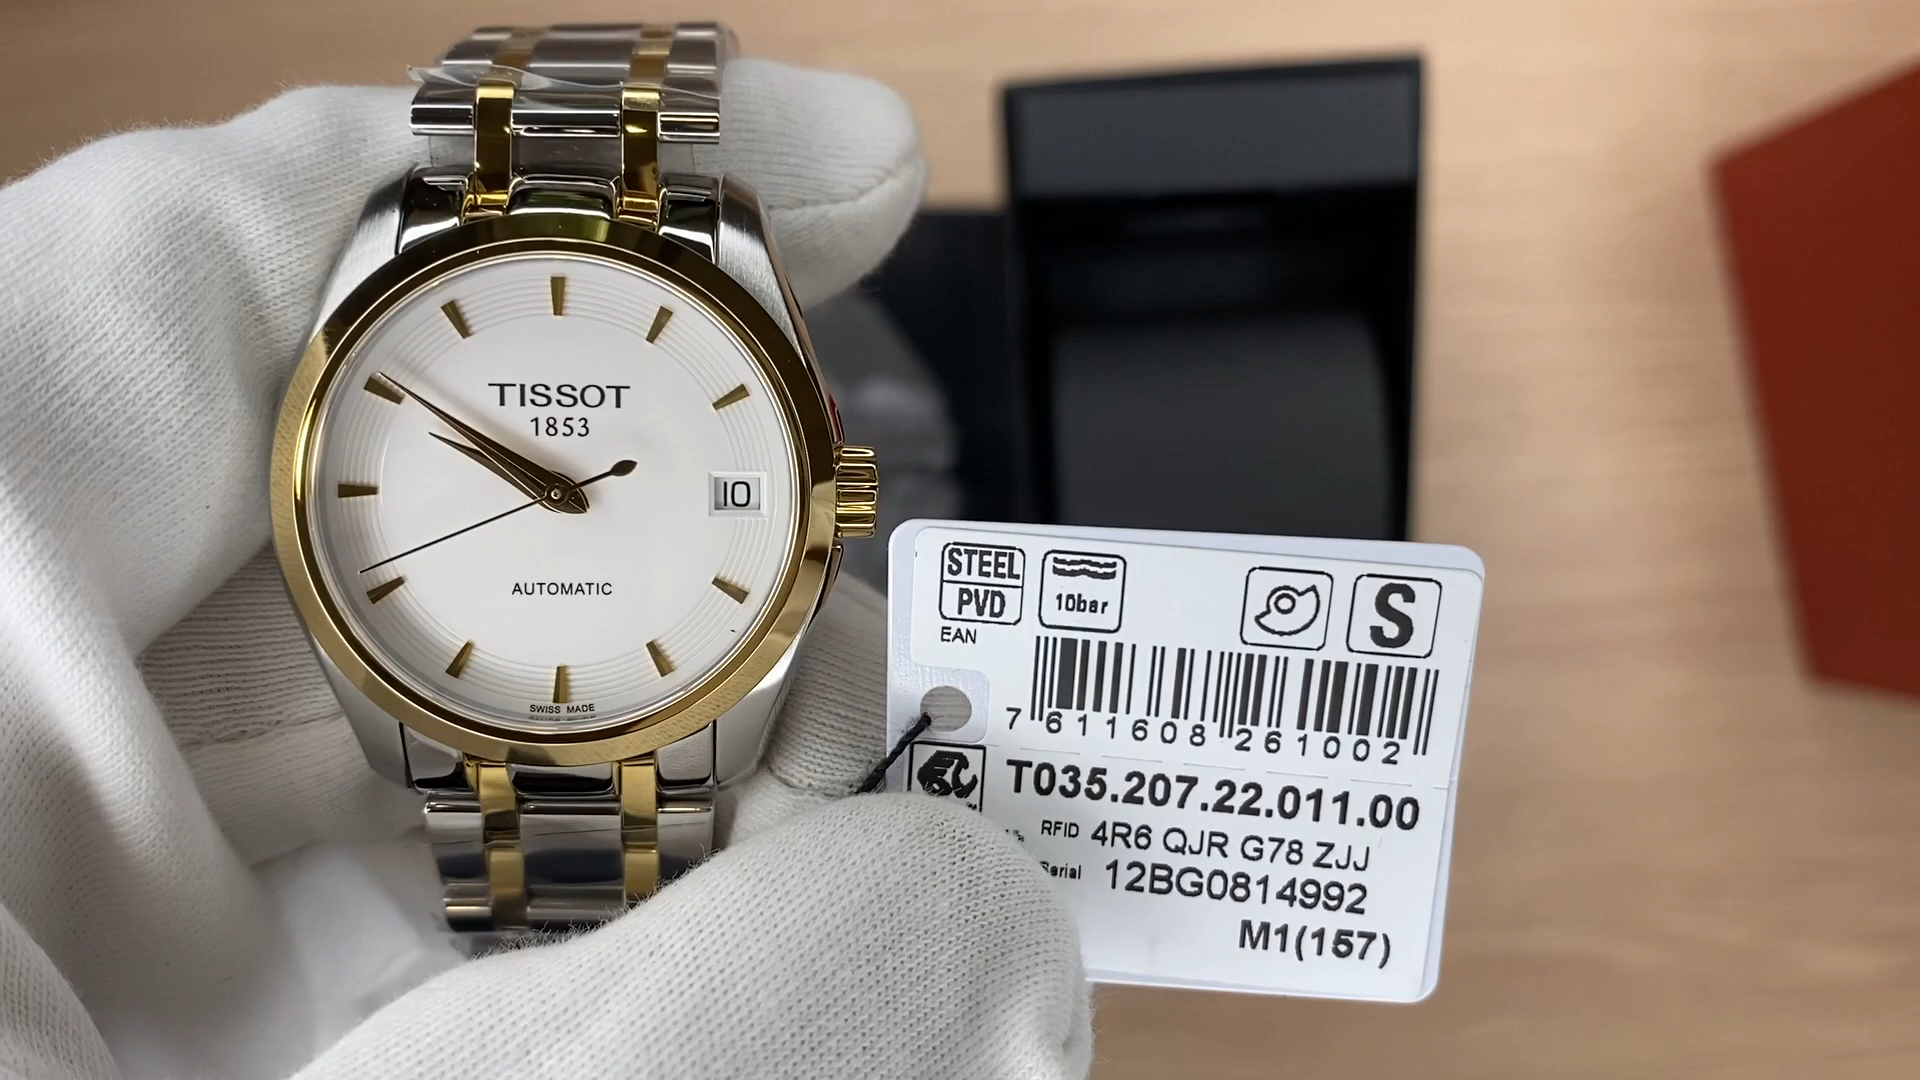 TISSOT
1853
10
AUTOMATIC
SWISS MADE
STEEL
PVD
10bar
S
EAN
7 611608 261002
T035.207.22.011.00
RFID 4R6 QJR G78 ZJJ
Serial 12BG0814992
M1(157)